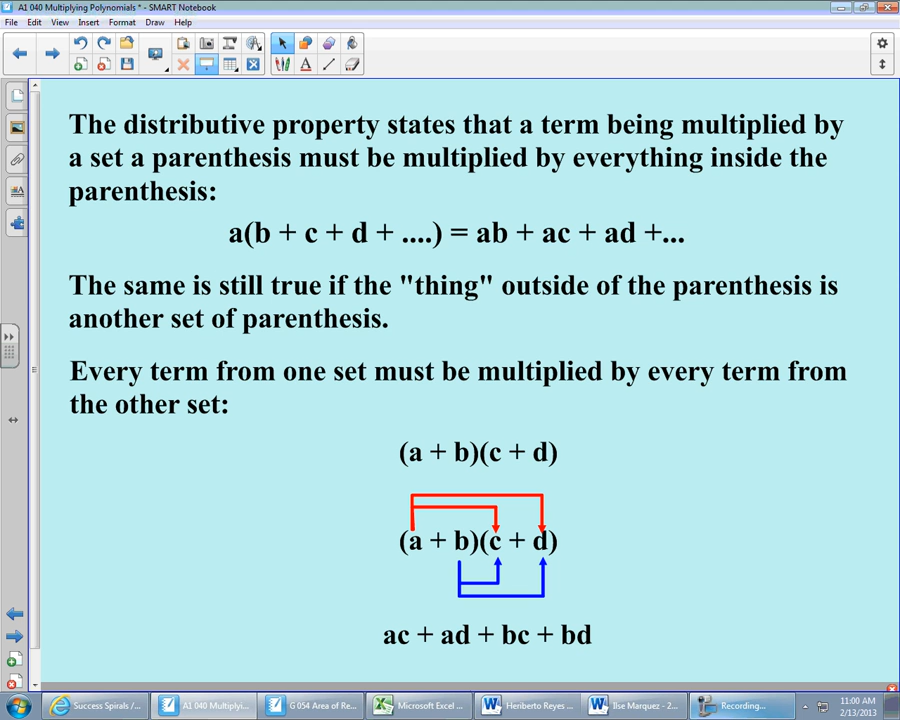 A1 040 Multiplying Polynomials * - SMART Notebook
File Edit View Insert Format Draw Help
The distributive property states that a term being multiplied by
a set a parenthesis must be multiplied by everything inside the
parenthesis:
a(b + c + d + ....) = ab + ac + ad +...
The same is still true if the "thing" outside of the parenthesis is
another set of parenthesis.
Every term from one set must be multiplied by every term from
the other set:
(a + b)(c + d)
(a + b)(c + d)
ac + ad + bc + bd
Success Spirals /... A1 040 Multiplyi... G 054 Area of Re... Microsoft Excel ... Heriberto Reyes ... Ilse Marquez - 2... Recording... 11:00 AM
2/13/2013